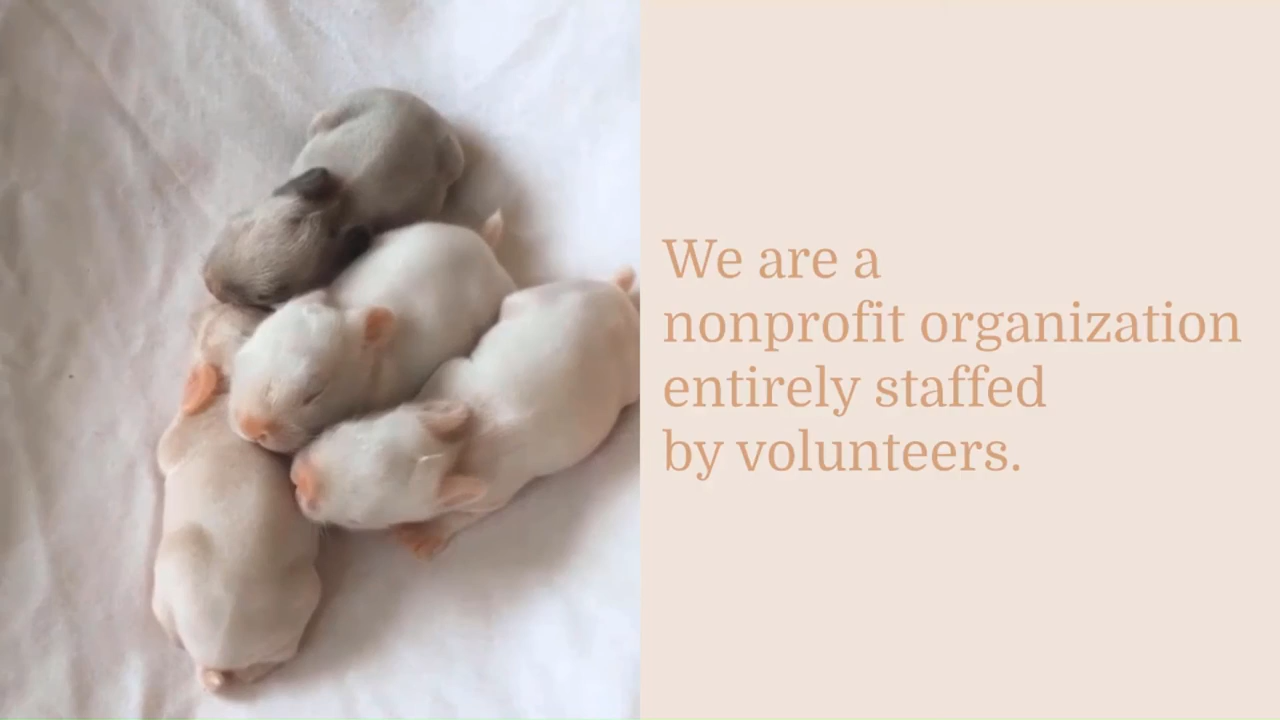 We are a
nonprofit organization
entirely staffed
by volunteers.